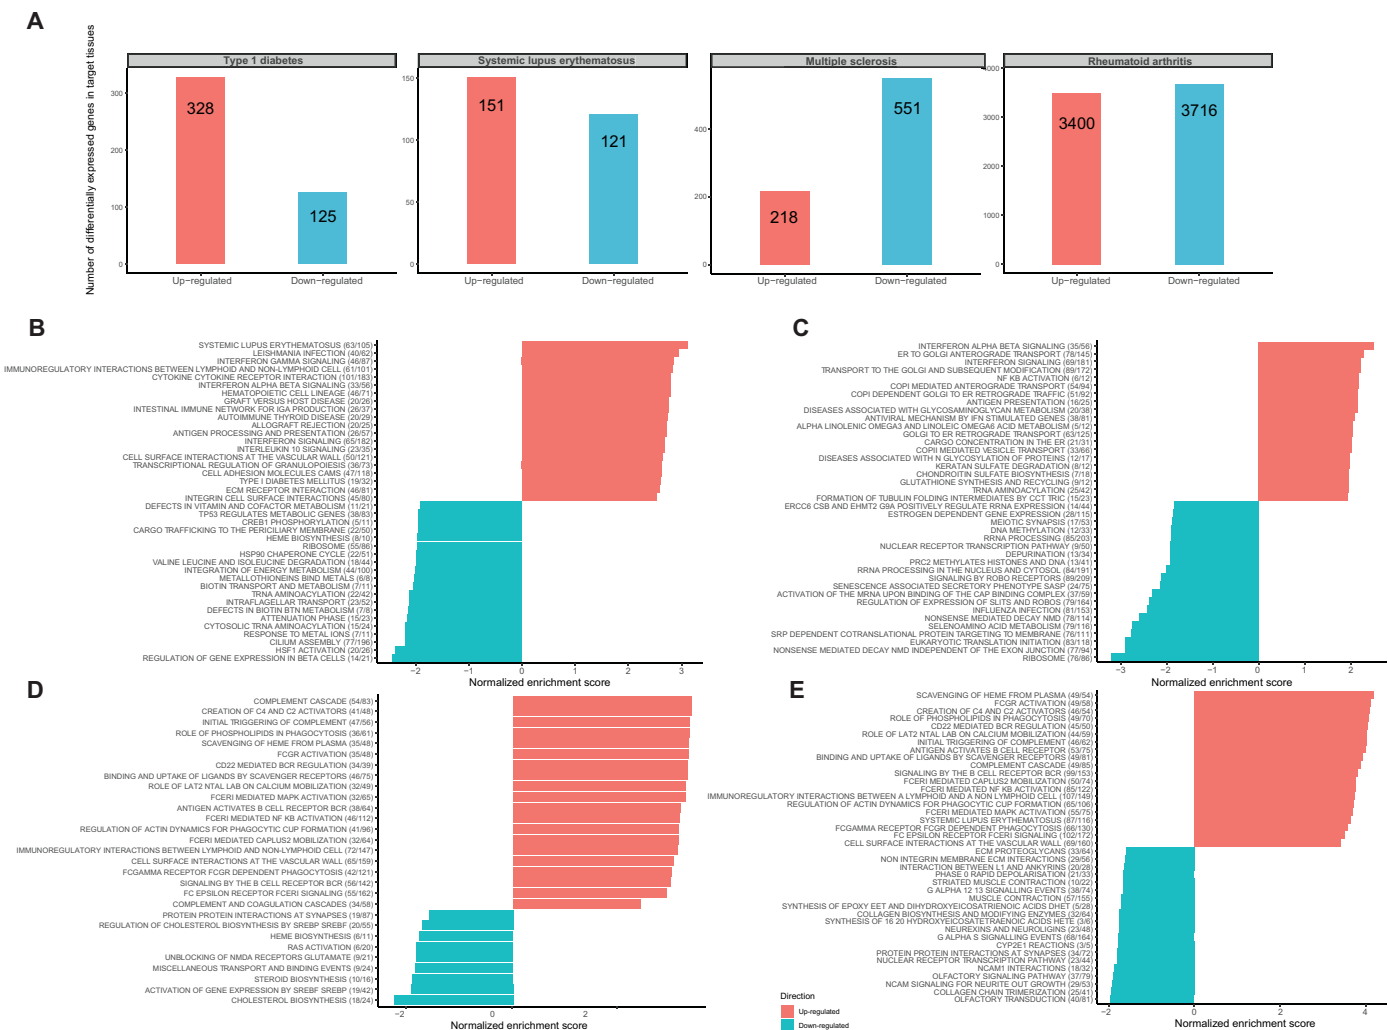 A
Number of differentially expressed genes in target tissues
Type 1 diabetes
300
200
100
0
328
125
Up−regulated
Down−regulated
Systemic lupus erythematosus
150
100
50
0
151
121
Up−regulated
Down−regulated
Multiple sclerosis
400
200
0
218
551
Up−regulated
Down−regulated
Rheumatoid arthritis
4000
3000
2000
1000
0
3400
3716
Up−regulated
Down−regulated
B
SYSTEMIC LUPUS ERYTHEMATOSUS (63/105)
LEISHMANIA INFECTION (40/62)
INTERFERON GAMMA SIGNALING (46/87)
IMMUNOREGULATORY INTERACTIONS BETWEEN LYMPHOID AND NON-LYMPHOID CELL (61/101)
CYTOKINE CYTOKINE RECEPTOR INTERACTION (101/183)
INTERFERON ALPHA BETA SIGNALING (33/56)
HEMATOPOIETIC CELL LINEAGE (46/71)
GRAFT VERSUS HOST DISEASE (20/26)
INTESTINAL IMMUNE NETWORK FOR IGA PRODUCTION (26/37)
AUTOIMMUNE THYROID DISEASE (20/29)
ALLOGRAFT REJECTION (20/25)
ANTIGEN PROCESSING AND PRESENTATION (26/57)
INTERFERON SIGNALING (65/182)
INTERLEUKIN 10 SIGNALING (23/35)
CELL SURFACE INTERACTIONS AT THE VASCULAR WALL (50/121)
TRANSCRIPTIONAL REGULATION OF GRANULOPOIESIS (36/73)
CELL ADHESION MOLECULES CAMS (47/118)
TYPE I DIABETES MELLITUS (19/32)
ECM RECEPTOR INTERACTION (46/81)
INTEGRIN CELL SURFACE INTERACTIONS (45/80)
DEFECTS IN VITAMIN AND COFACTOR METABOLISM (11/21)
TP53 REGULATES METABOLIC GENES (38/83)
CREB1 PHOSPHORYLATION (5/11)
CARGO TRAFFICKING TO THE PERICILIARY MEMBRANE (22/50)
HEME BIOSYNTHESIS (8/10)
RIBOSOME (55/86)
HSP90 CHAPERONE CYCLE (22/51)
VALINE LEUCINE AND ISOLEUCINE DEGRADATION (18/44)
INTEGRATION OF ENERGY METABOLISM (44/100)
METALLOTHIONEINS BIND METALS (6/8)
BIOTIN TRANSPORT AND METABOLISM (7/11)
TRNA AMINOACYLATION (22/42)
INTRAFLAGELLAR TRANSPORT (23/52)
DEFECTS IN BIOTIN BTN METABOLISM (7/8)
ATTENUATION PHASE (15/23)
CYTOSOLIC TRNA AMINOACYLATION (15/24)
RESPONSE TO METAL IONS (7/11)
CILIUM ASSEMBLY (77/196)
HSF1 ACTIVATION (20/26)
REGULATION OF GENE EXPRESSION IN BETA CELLS (14/21)
−2
−1
0
1
2
3
Normalized enrichment score
C
INTERFERON ALPHA BETA SIGNALING (35/56)
ER TO GOLGI ANTEROGRADE TRANSPORT (78/145)
INTERFERON SIGNALING (69/181)
TRANSPORT TO THE GOLGI AND SUBSEQUENT MODIFICATION (89/172)
NF KB ACTIVATION (6/12)
COPI MEDIATED ANTEROGRADE TRANSPORT (54/94)
COPI DEPENDENT GOLGI TO ER RETROGRADE TRAFFIC (51/92)
ANTIGEN PRESENTATION (16/25)
DISEASES ASSOCIATED WITH GLYCOSAMINOGLYCAN METABOLISM (20/38)
ANTIVIRAL MECHANISM BY IFN STIMULATED GENES (38/81)
ALPHA LINOLENIC OMEGA3 AND LINOLEIC OMEGA6 ACID METABOLISM (5/12)
GOLGI TO ER RETROGRADE TRANSPORT (63/125)
CARGO CONCENTRATION IN THE ER (21/31)
COPII MEDIATED VESICLE TRANSPORT (33/66)
DISEASES ASSOCIATED WITH N GLYCOSYLATION OF PROTEINS (12/17)
KERATAN SULFATE DEGRADATION (8/12)
CHONDROITIN SULFATE BIOSYNTHESIS (7/18)
GLUTATHIONE SYNTHESIS AND RECYCLING (9/12)
TRNA AMINOACYLATION (25/42)
FORMATION OF TUBULIN FOLDING INTERMEDIATES BY CCT TRIC (15/23)
ERCC6 CSB AND EHMT2 G9A POSITIVELY REGULATE RRNA EXPRESSION (14/44)
ESTROGEN DEPENDENT GENE EXPRESSION (28/115)
MEIOTIC SYNAPSIS (17/53)
DNA METHYLATION (12/33)
RRNA PROCESSING (85/203)
NUCLEAR RECEPTOR TRANSCRIPTION PATHWAY (9/50)
DEPURINATION (13/34)
PRC2 METHYLATES HISTONES AND DNA (13/41)
RRNA PROCESSING IN THE NUCLEUS AND CYTOSOL (84/191)
SIGNALING BY ROBO RECEPTORS (89/209)
SENESCENCE ASSOCIATED SECRETORY PHENOTYPE SASP (24/75)
ACTIVATION OF THE MRNA UPON BINDING OF THE CAP BINDING COMPLEX (37/59)
REGULATION OF EXPRESSION OF SLITS AND ROBOS (79/164)
INFLUENZA INFECTION (81/153)
NONSENSE MEDIATED DECAY NMD (78/114)
SELENOAMINO ACID METABOLISM (79/116)
SRP DEPENDENT COTRANSLATIONAL PROTEIN TARGETING TO MEMBRANE (76/111)
EUKARYOTIC TRANSLATION INITIATION (83/118)
NONSENSE MEDIATED DECAY NMD INDEPENDENT OF THE EXON JUNCTION (77/94)
RIBOSOME (76/86)
−3
−2
−1
0
1
2
Normalized enrichment score
D
COMPLEMENT CASCADE (54/83)
CREATION OF C4 AND C2 ACTIVATORS (41/48)
INITIAL TRIGGERING OF COMPLEMENT (47/56)
ROLE OF PHOSPHOLIPIDS IN PHAGOCYTOSIS (36/61)
SCAVENGING OF HEME FROM PLASMA (35/48)
FCGR ACTIVATION (35/48)
CD22 MEDIATED BCR REGULATION (34/39)
BINDING AND UPTAKE OF LIGANDS BY SCAVENGER RECEPTORS (46/75)
ROLE OF LAT2 NTAL LAB ON CALCIUM MOBILIZATION (32/49)
FCERI MEDIATED MAPK ACTIVATION (32/65)
ANTIGEN ACTIVATES B CELL RECEPTOR BCR (38/64)
FCERI MEDIATED NF KB ACTIVATION (46/112)
REGULATION OF ACTIN DYNAMICS FOR PHAGOCYTIC CUP FORMATION (41/96)
FCERI MEDIATED CAPLUS2 MOBILIZATION (32/64)
IMMUNOREGULATORY INTERACTIONS BETWEEN LYMPHOID AND NON-LYMPHOID CELL (72/147)
CELL SURFACE INTERACTIONS AT THE VASCULAR WALL (65/159)
FCGAMMA RECEPTOR FCGR DEPENDENT PHAGOCYTOSIS (42/121)
SIGNALING BY THE B CELL RECEPTOR BCR (56/142)
FC EPSILON RECEPTOR FCERI SIGNALING (55/162)
COMPLEMENT AND COAGULATION CASCADES (34/58)
PROTEIN PROTEIN INTERACTIONS AT SYNAPSES (19/87)
REGULATION OF CHOLESTEROL BIOSYNTHESIS BY SREBP SREBF (20/55)
HEME BIOSYNTHESIS (6/11)
RAS ACTIVATION (6/20)
UNBLOCKING OF NMDA RECEPTORS GLUTAMATE (9/21)
MISCELLANEOUS TRANSPORT AND BINDING EVENTS (9/24)
STEROID BIOSYNTHESIS (10/16)
ACTIVATION OF GENE EXPRESSION BY SREBF SREBP (19/42)
CHOLESTEROL BIOSYNTHESIS (18/24)
−2
0
2
Normalized enrichment score
E
SCAVENGING OF HEME FROM PLASMA (49/54)
FCGR ACTIVATION (49/58)
CREATION OF C4 AND C2 ACTIVATORS (46/54)
ROLE OF PHOSPHOLIPIDS IN PHAGOCYTOSIS (49/70)
CD22 MEDIATED BCR REGULATION (45/50)
ROLE OF LAT2 NTAL LAB ON CALCIUM MOBILIZATION (44/59)
INITIAL TRIGGERING OF COMPLEMENT (46/62)
ANTIGEN ACTIVATES B CELL RECEPTOR (53/75)
BINDING AND UPTAKE OF LIGANDS BY SCAVENGER RECEPTORS (49/81)
COMPLEMENT CASCADE (49/85)
SIGNALING BY THE B CELL RECEPTOR BCR (99/153)
FCERI MEDIATED CAPLUS2 MOBILIZATION (50/74)
FCERI MEDIATED NF KB ACTIVATION (85/122)
IMMUNOREGULATORY INTERACTIONS BETWEEN A LYMPHOID AND A NON LYMPHOID CELL (107/149)
REGULATION OF ACTIN DYNAMICS FOR PHAGOCYTIC CUP FORMATION (65/106)
FCERI MEDIATED MAPK ACTIVATION (55/75)
SYSTEMIC LUPUS ERYTHEMATOSUS (87/116)
FCGAMMA RECEPTOR FCGR DEPENDENT PHAGOCYTOSIS (66/130)
FC EPSILON RECEPTOR FCERI SIGNALING (102/172)
CELL SURFACE INTERACTIONS AT THE VASCULAR WALL (69/160)
ECM PROTEOGLYCANS (33/64)
NON INTEGRIN MEMBRANE ECM INTERACTIONS (29/56)
INTERACTION BETWEEN L1 AND ANKYRINS (20/28)
PHASE 0 RAPID DEPOLARISATION (21/33)
STRIATED MUSCLE CONTRACTION (10/22)
G ALPHA 12 13 SIGNALLING EVENTS (38/74)
MUSCLE CONTRACTION (57/155)
SYNTHESIS OF EPOXY EET AND DIHYDROXYEICOSATRIENOIC ACIDS DHET (5/28)
COLLAGEN BIOSYNTHESIS AND MODIFYING ENZYMES (32/64)
SYNTHESIS OF 16 20 HYDROXYEICOSATETRAENOIC ACIDS HETE (3/6)
NEUREXINS AND NEUROLIGINS (23/48)
G ALPHA S SIGNALLING EVENTS (68/164)
CYP2E1 REACTIONS (3/5)
PROTEIN PROTEIN INTERACTIONS AT SYNAPSES (34/72)
NUCLEAR RECEPTOR TRANSCRIPTION PATHWAY (23/44)
NCAM1 INTERACTIONS (18/32)
OLFACTORY SIGNALING PATHWAY (37/79)
NCAM SIGNALING FOR NEURITE OUT GROWTH (29/53)
COLLAGEN CHAIN TRIMERIZATION (25/41)
OLFACTORY TRANSDUCTION (40/81)
−2
0
2
4
Normalized enrichment score
Direction
Up−regulated
Down−regulated